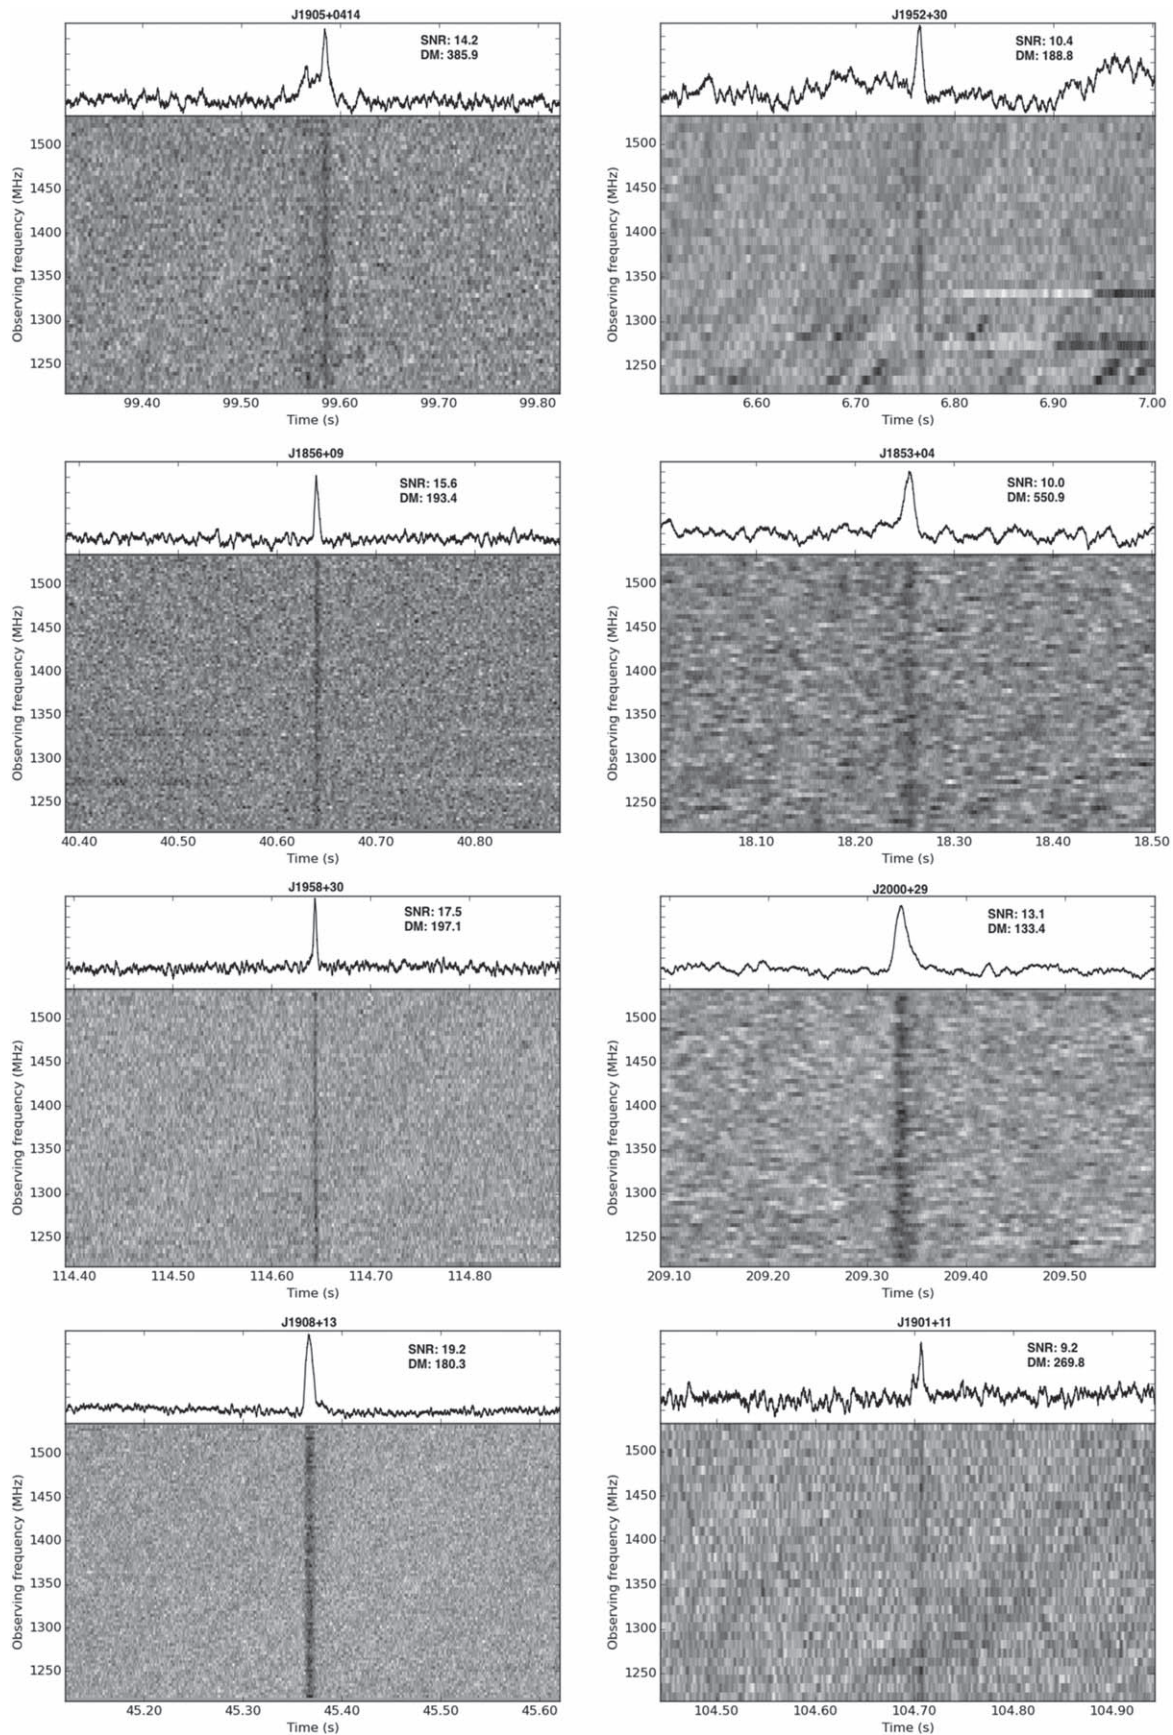 J1905+0414
SNR: 14.2
DM: 385.9
Observing frequency (MHz)
1500
1450
1400
1350
1300
1250
99.40 99.50 99.60 99.70 99.80
Time (s)
J1952+30
SNR: 10.4
DM: 188.8
Observing frequency (MHz)
1500
1450
1400
1350
1300
1250
6.60 6.70 6.80 6.90 7.00
Time (s)
J1856+09
SNR: 15.6
DM: 193.4
Observing frequency (MHz)
1500
1450
1400
1350
1300
1250
40.40 40.50 40.60 40.70 40.80
Time (s)
J1853+04
SNR: 10.0
DM: 550.9
Observing frequency (MHz)
1500
1450
1400
1350
1300
1250
18.10 18.20 18.30 18.40 18.50
Time (s)
J1958+30
SNR: 17.5
DM: 197.1
Observing frequency (MHz)
1500
1450
1400
1350
1300
1250
114.40 114.50 114.60 114.70 114.80
Time (s)
J2000+29
SNR: 13.1
DM: 133.4
Observing frequency (MHz)
1500
1450
1400
1350
1300
1250
209.10 209.20 209.30 209.40 209.50
Time (s)
J1908+13
SNR: 19.2
DM: 180.3
Observing frequency (MHz)
1500
1450
1400
1350
1300
1250
45.20 45.30 45.40 45.50 45.60
Time (s)
J1901+11
SNR: 9.2
DM: 269.8
Observing frequency (MHz)
1500
1450
1400
1350
1300
1250
104.50 104.60 104.70 104.80 104.90
Time (s)